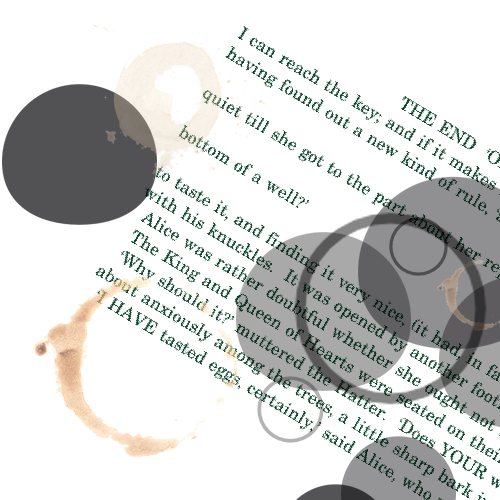 THE END
I can reach the key; and if it makes
having found out a new kind of rule,
quiet till she got to the part about her re
bottom of a well?'
to taste it, and finding it very nice, (it had, in fa
with his knuckles. It was opened by another foot
Alice was rather doubtful whether she ought not
The King and Queen of Hearts were seated on thei
'Why should it?' muttered the Hatter. 'Does YOUR w
about anxiously among the trees, a little sharp bark
'I HAVE tasted eggs, certainly,' said Alice, who